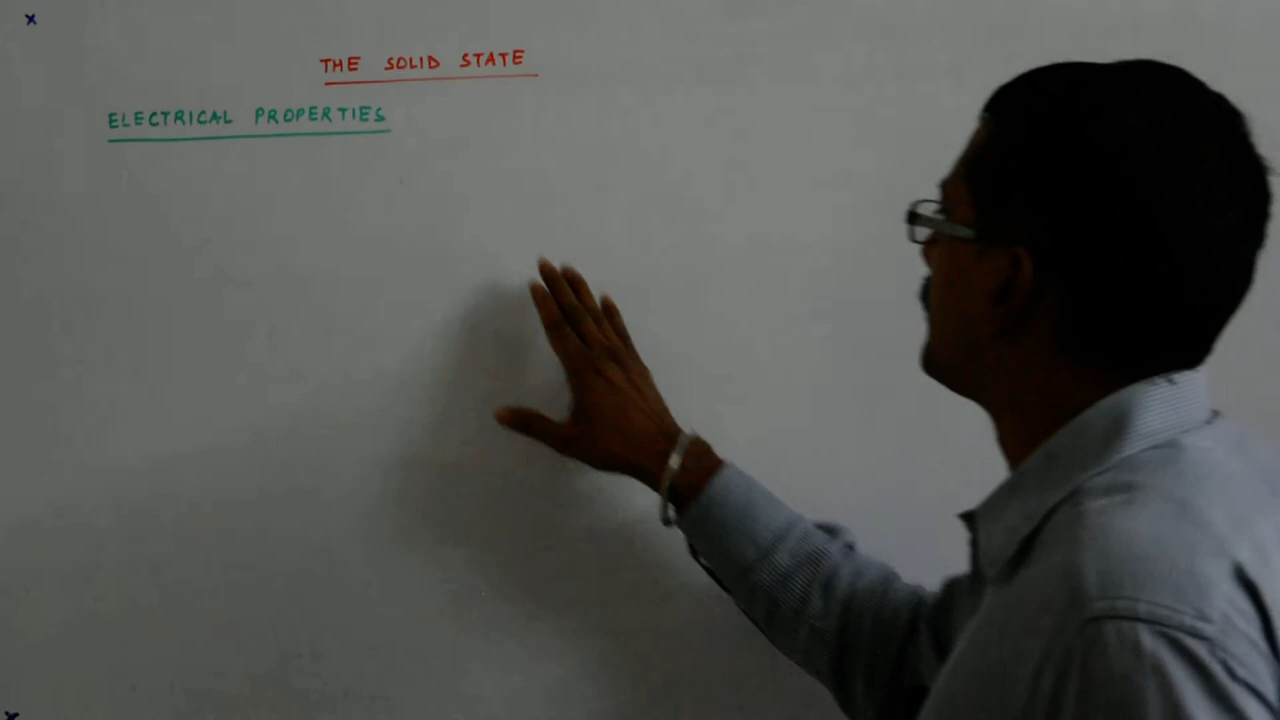 x
THE SOLID STATE
ELECTRICAL PROPERTIES
x